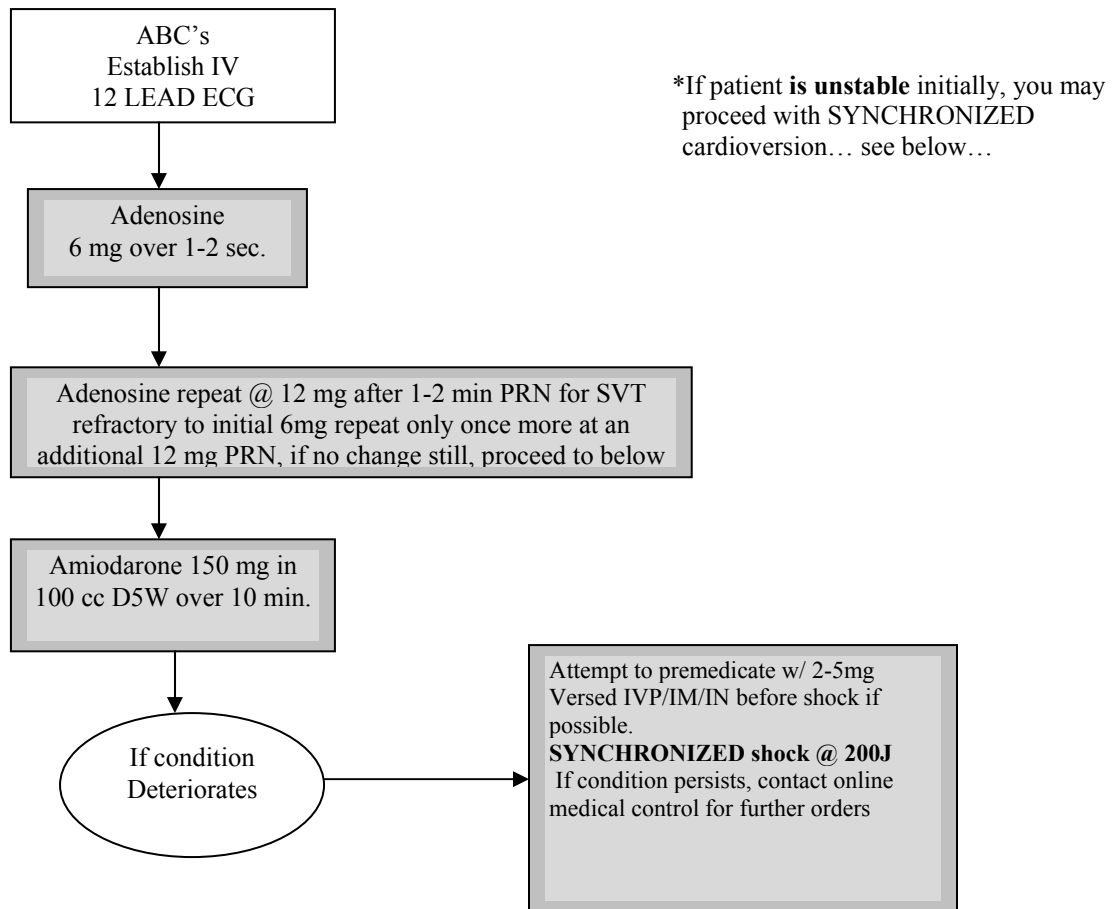 ABC’s
Establish IV
12 LEAD ECG
*If patient is unstable initially, you may
proceed with SYNCHRONIZED
cardioversion… see below…
Adenosine
6 mg over 1-2 sec.
Adenosine repeat @ 12 mg after 1-2 min PRN for SVT
refractory to initial 6mg repeat only once more at an
additional 12 mg PRN, if no change still, proceed to below
Amiodarone 150 mg in
100 cc D5W over 10 min.
If condition
Deteriorates
Attempt to premedicate w/ 2-5mg
Versed IVP/IM/IN before shock if
possible.
SYNCHRONIZED shock @ 200J
If condition persists, contact online
medical control for further orders